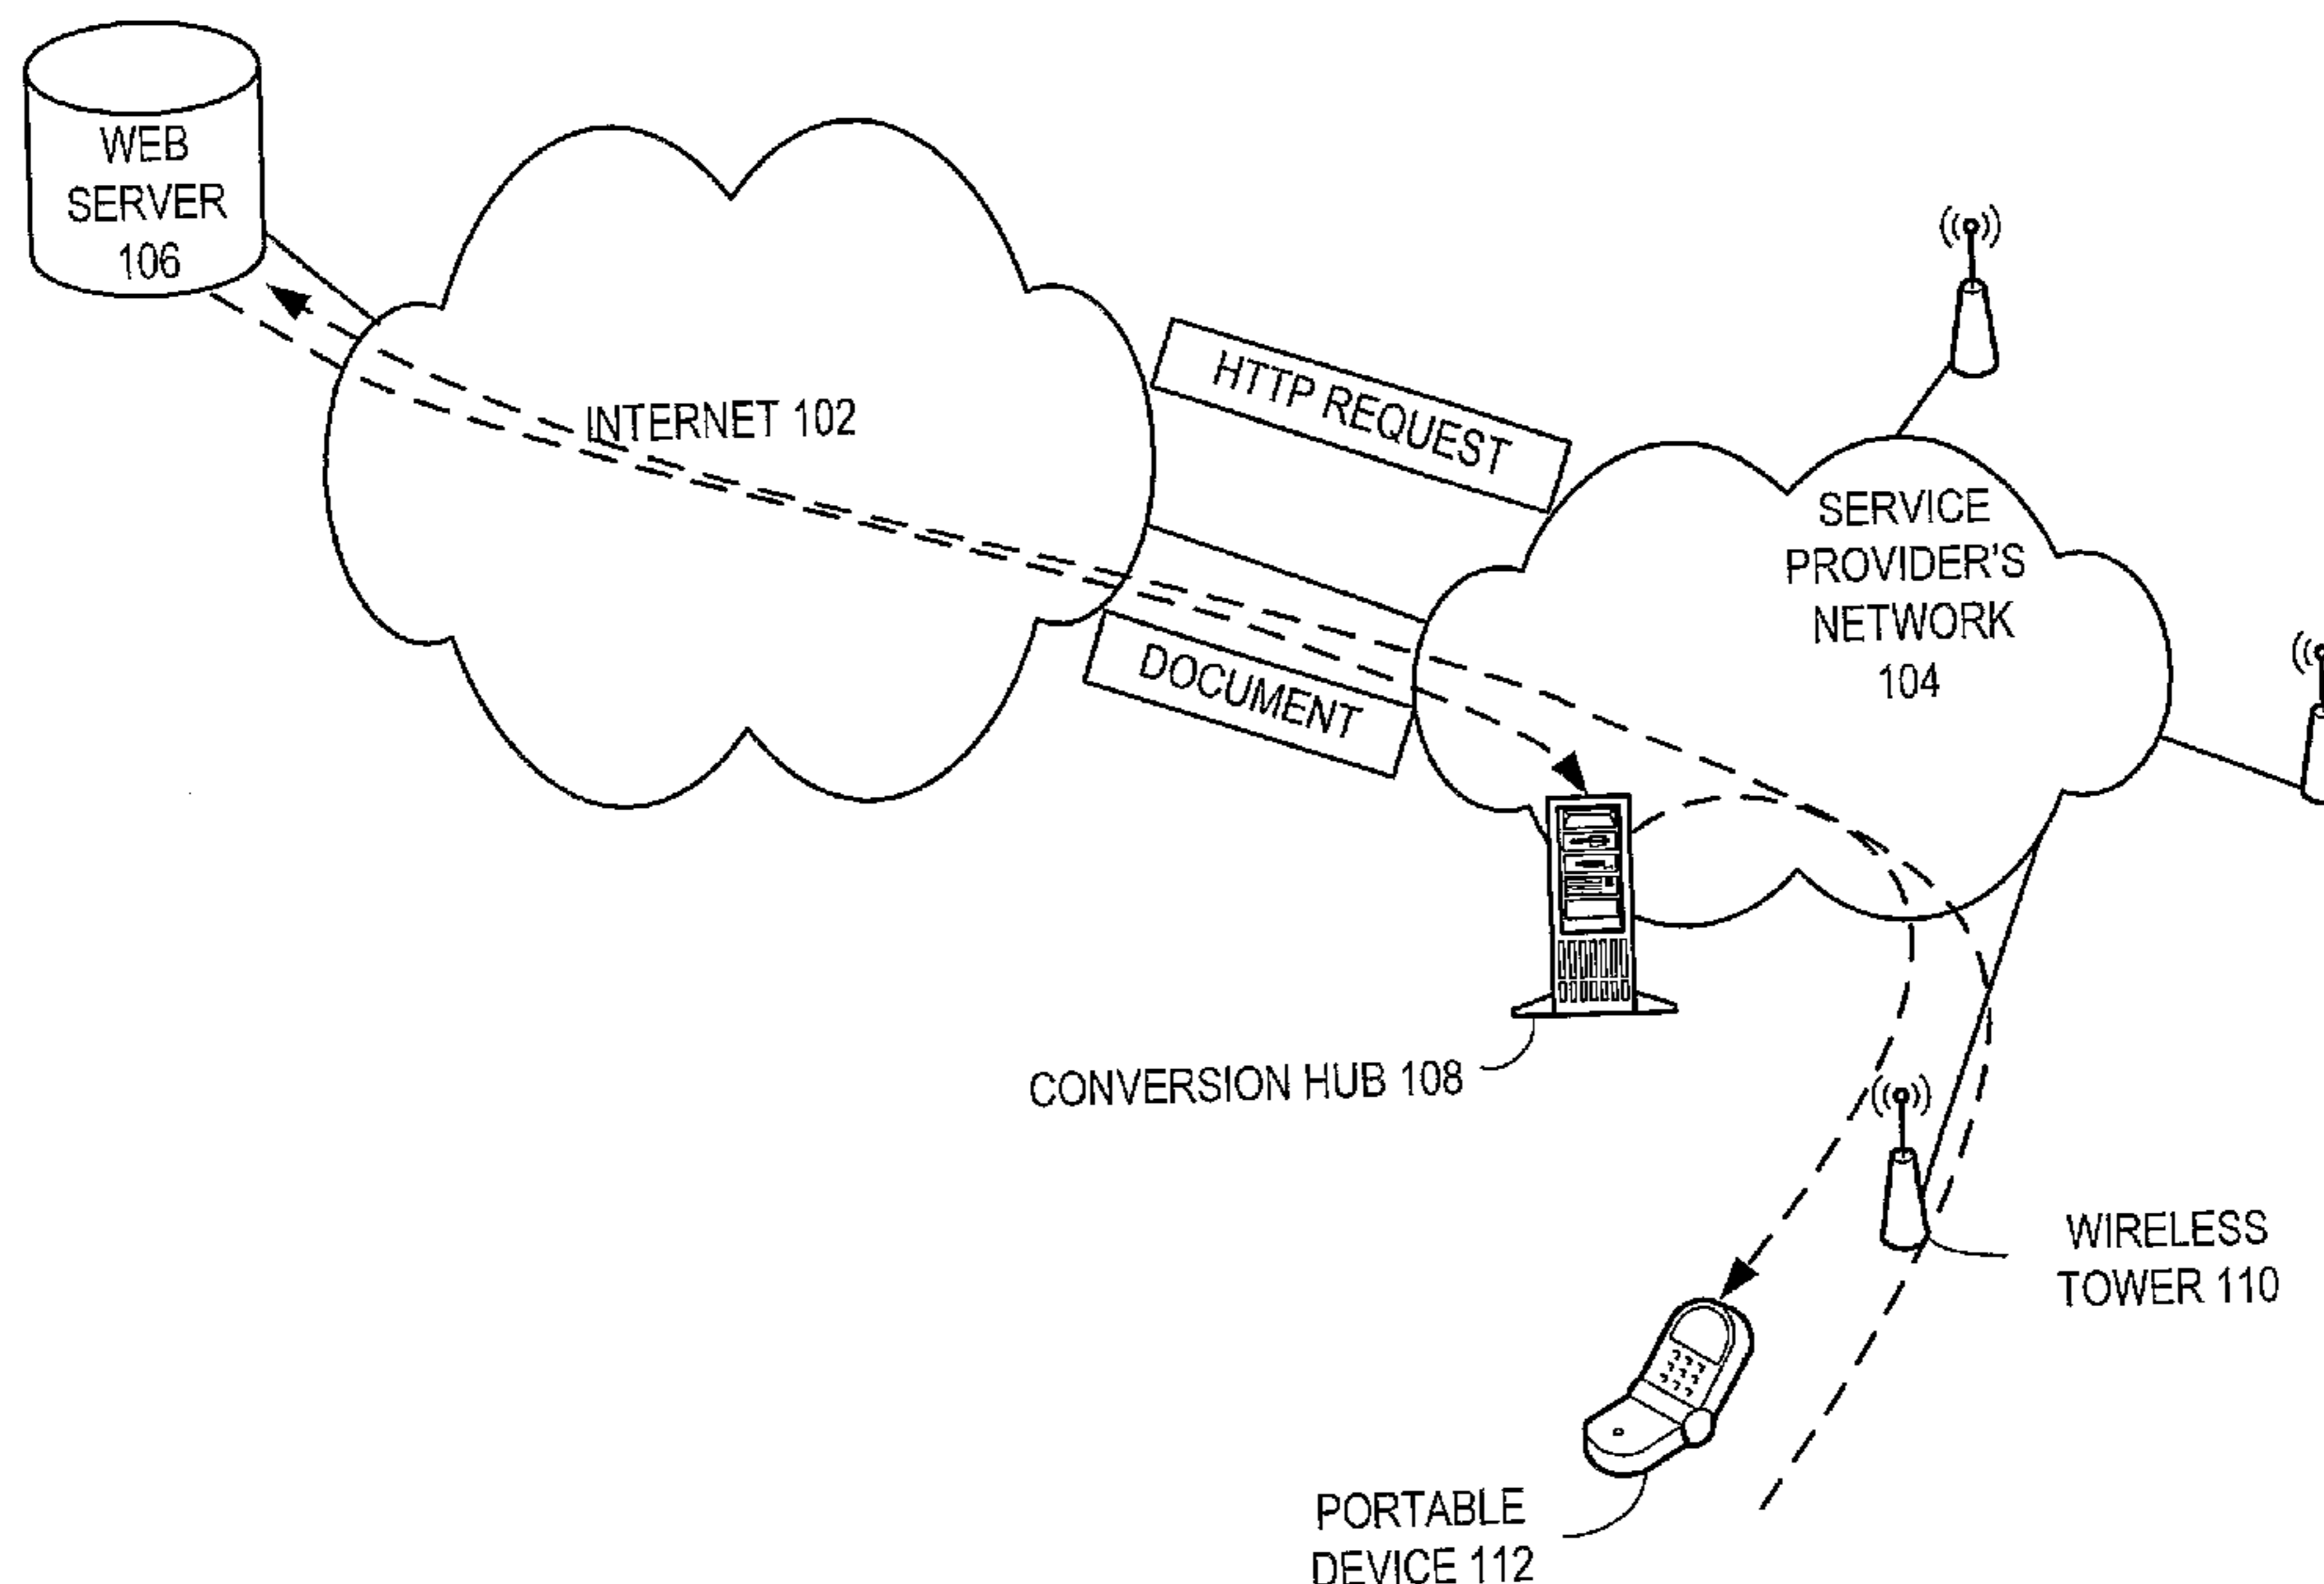 WEB
SERVER
106
INTERNET 102
HTTP REQUEST
SERVICE
PROVIDER'S
NETWORK
104
DOCUMENT
CONVERSION HUB 108
WIRELESS
TOWER 110
PORTABLE
DEVICE 112